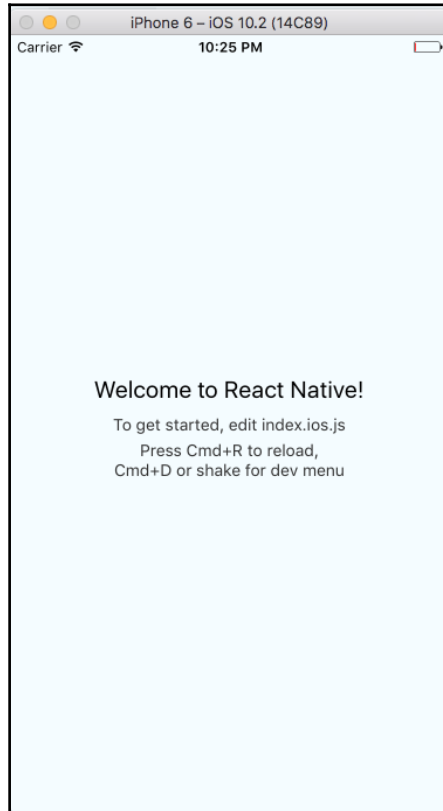 iPhone 6 – iOS 10.2 (14C89)
Carrier 10:25 PM
Welcome to React Native!
To get started, edit index.ios.js
Press Cmd+R to reload,
Cmd+D or shake for dev menu